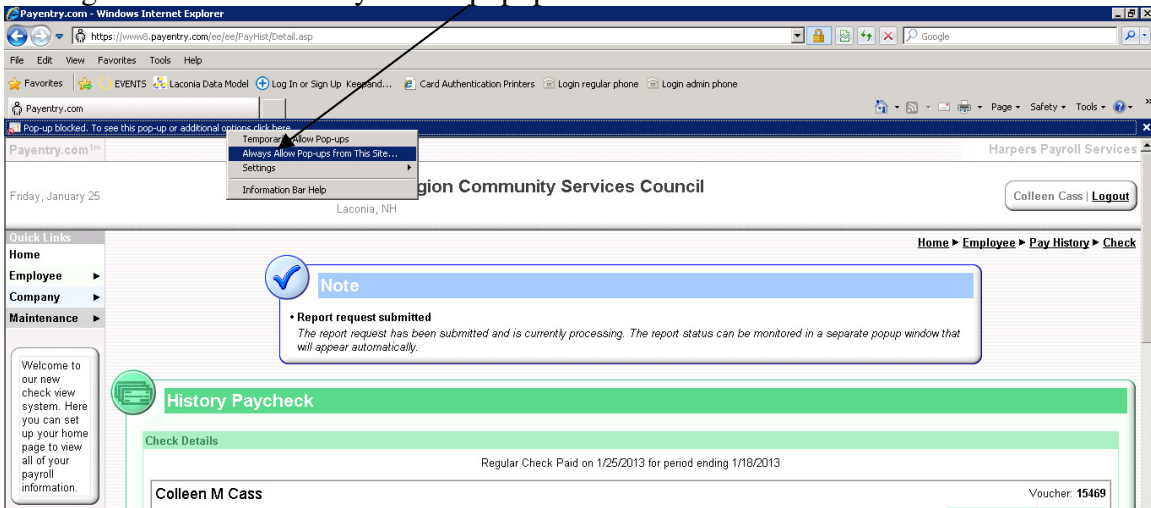 Payentry.com - Windows Internet Explorer
https://www8.payentry.com/ee/ee/PayHist/Detail.asp
Google
File Edit View Favorites Tools Help
Favorites EVENTS Laconia Data Model Log In or Sign Up Keepand... Card Authentication Printers Login regular phone Login admin phone
Payentry.com
Page Safety Tools
Pop-up blocked. To see this pop-up or additional options click here
Allow Pop-ups
Always Allow Pop-ups from This Site...
Settings
Information Bar Help
Payentry.com tm
Harpers Payroll Services
Friday, January 25
gion Community Services Council
Laconia, NH
Colleen Cass | Logout
Quick Links
Home ► Employee ► Pay History ► Check
Home
Employee
Company
Maintenance
Note
• Report request submitted
The report request has been submitted and is currently processing. The report status can be monitored in a separate popup window that
will appear automatically.
Welcome to
our new
check view
system. Here
you can set
up your home
page to view
all of your
payroll
information.
History Paycheck
Check Details
Regular Check Paid on 1/25/2013 for period ending 1/18/2013
Colleen M Cass
Voucher: 15469